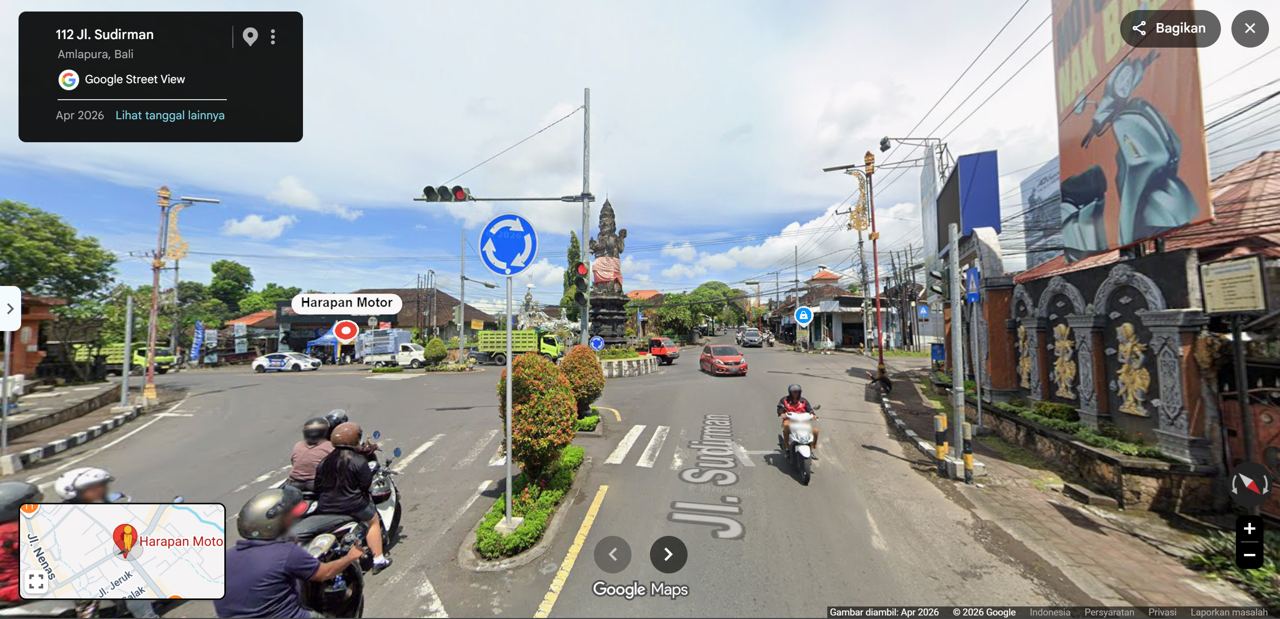 112 Jl. Sudirman
Amlapura, Bali
Google Street View
Apr 2026
Lihat tanggal lainnya
Bagikan
Harapan Motor
Jl. Sudirman
Harapan Moto
Jl. Nenas
Jl. Jeruk
Salak
Google Maps
Gambar diambil: Apr 2026
© 2026 Google
Indonesia
Persyaratan
Privasi
Laporkan masalah